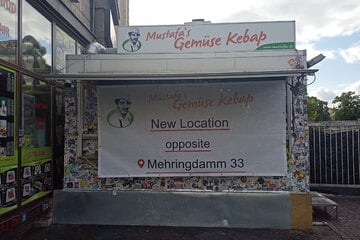 Mustafa's Gemüse Kebap
Mustafa's Gemüse Kebap
New Location
opposite
Mehringdamm 33